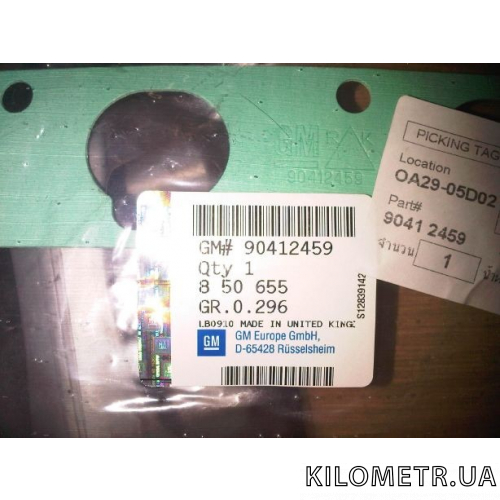 GM PAK
90412459
PICKING TAG
Location
OA29-05D02
Part#
9041 2459
จำนวน
1
GM# 90412459
Qty 1
8 50 655
GR.0.296
LB0910 MADE IN UNITED KING
S12839142
GM
GM Europe GmbH,
D-65428 Rüsselsheim
KILOMETR.UA